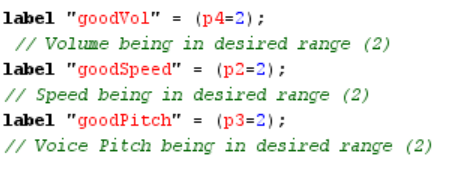 label "goodVol" = (p4=2);
// Volume being in desired range (2)
label "goodSpeed" = (p2=2);
// Speed being in desired range (2)
label "goodPitch" = (p3=2);
// Voice Pitch being in desired range (2)